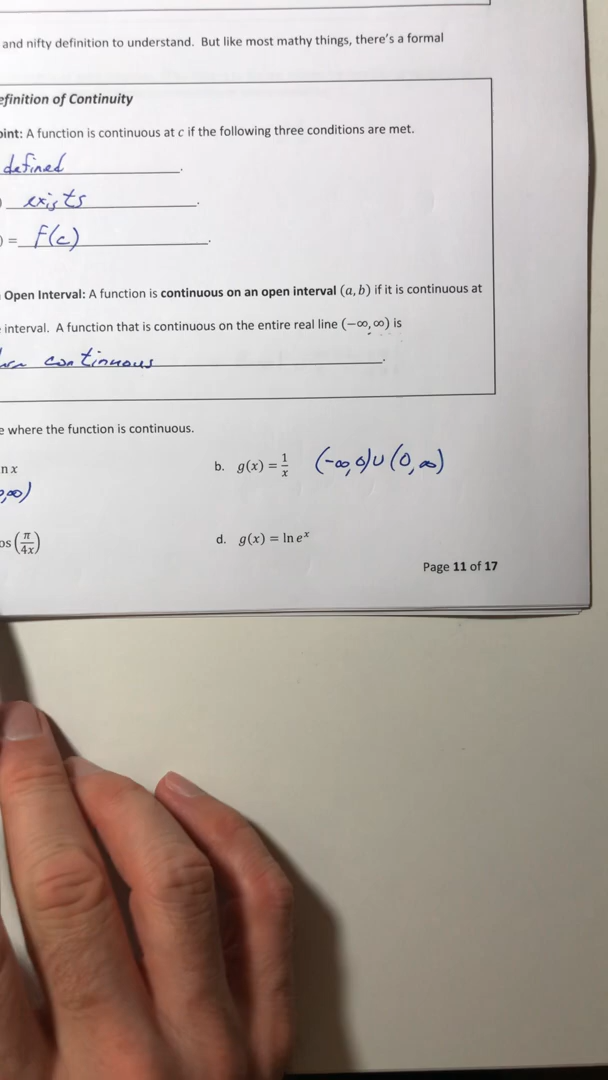 and nifty definition to understand. But like most mathy things, there's a formal
efinition of Continuity
oint: A function is continuous at c if the following three conditions are met.
defined.
) exists.
) = f(c).
Open Interval: A function is continuous on an open interval (a, b) if it is continuous at
interval. A function that is continuous on the entire real line (−∞, ∞) is
continuous.
e where the function is continuous.
n x
b. g(x) = 1/x (-∞,0)∪(0,∞)
,∞)
os(π/4x)
d. g(x) = ln eˣ
Page 11 of 17